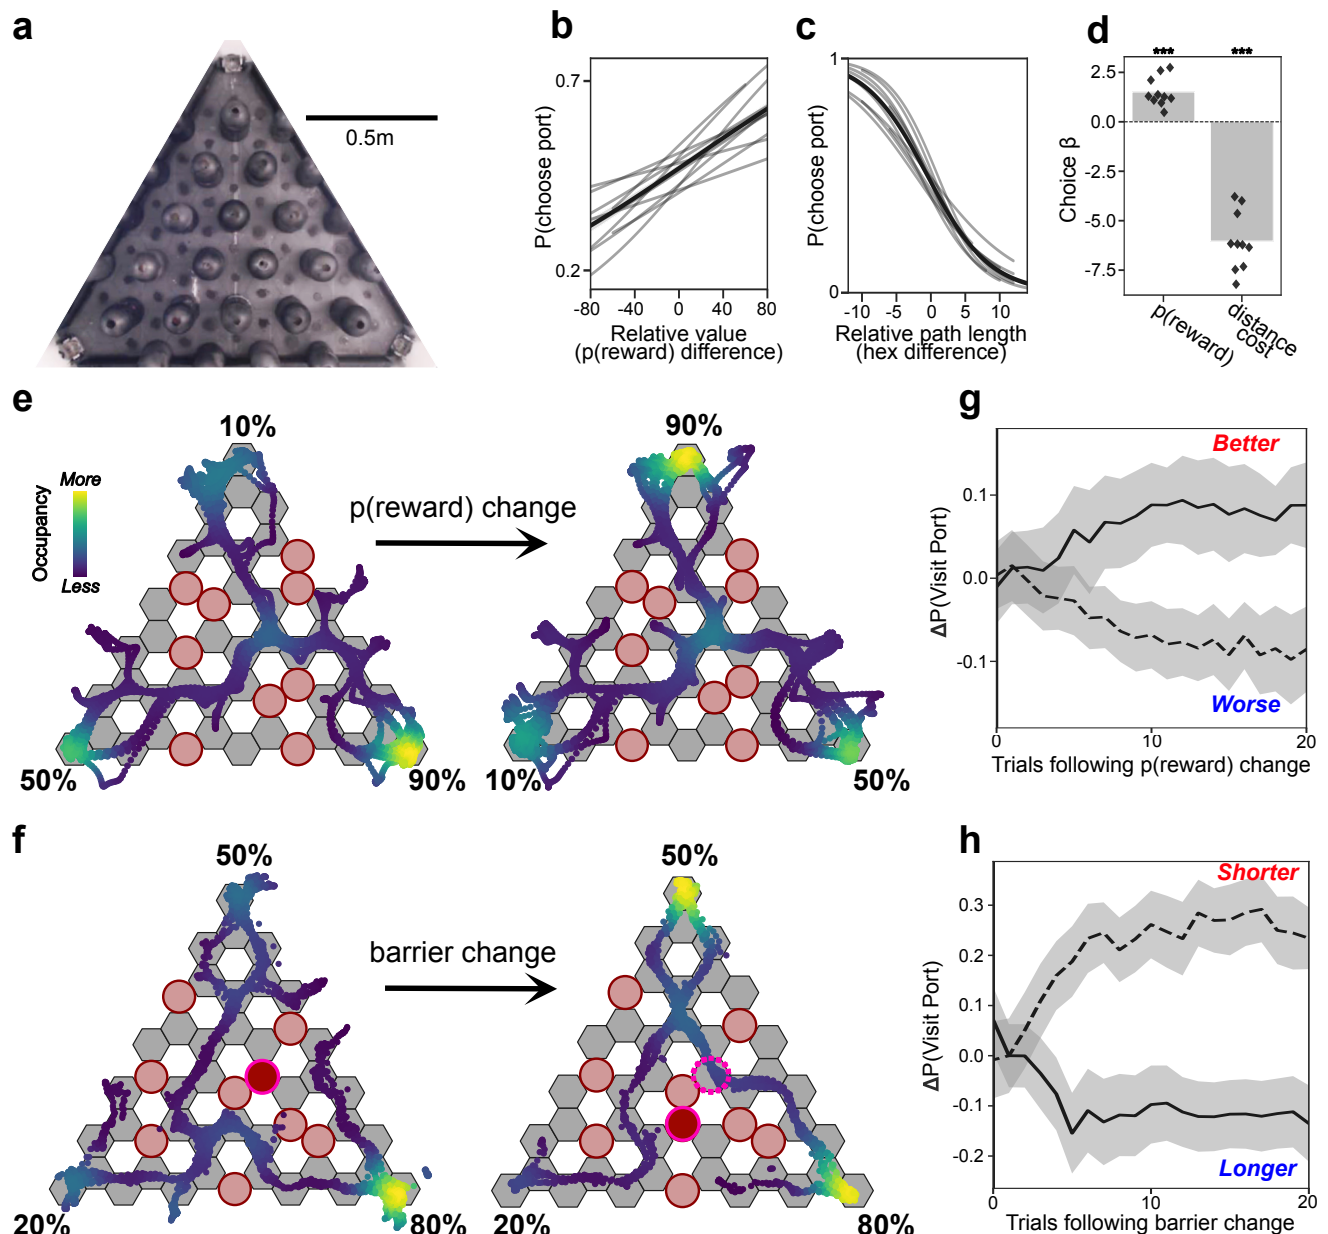 a
0.5m
b
P(choose port)
0.7
0.2
-80
-40
0
40
80
Relative value
(p(reward) difference)
c
P(choose port)
1
0
-10
-5
0
5
10
Relative path length
(hex difference)
d
***
***
Choice β
2.5
0.0
-2.5
-5.0
-7.5
p(reward)
distance
cost
e
Occupancy
More
Less
10%
50%
90%
p(reward) change
90%
10%
50%
g
ΔP(Visit Port)
0.1
0.0
-0.1
Better
Worse
0
10
20
Trials following p(reward) change
f
50%
20%
80%
barrier change
50%
20%
80%
h
ΔP(Visit Port)
0.3
0.2
0.1
0.0
-0.1
-0.2
Shorter
Longer
0
10
20
Trials following barrier change